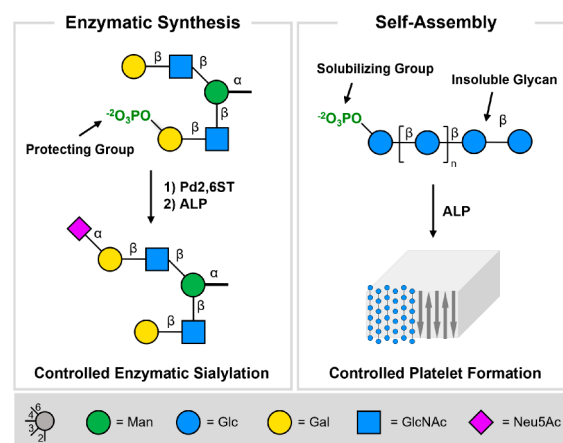 Enzymatic Synthesis
β
β
α
β
-2O3PO
β
Protecting Group
1) Pd2,6ST
2) ALP
α
β
β
α
β
β
Controlled Enzymatic Sialylation
Self-Assembly
Solubilizing Group
Insoluble Glycan
-2O3PO
β
β
β
n
ALP
Controlled Platelet Formation
6
4
3
2
= Man
= Glc
= Gal
= GlcNAc
= Neu5Ac